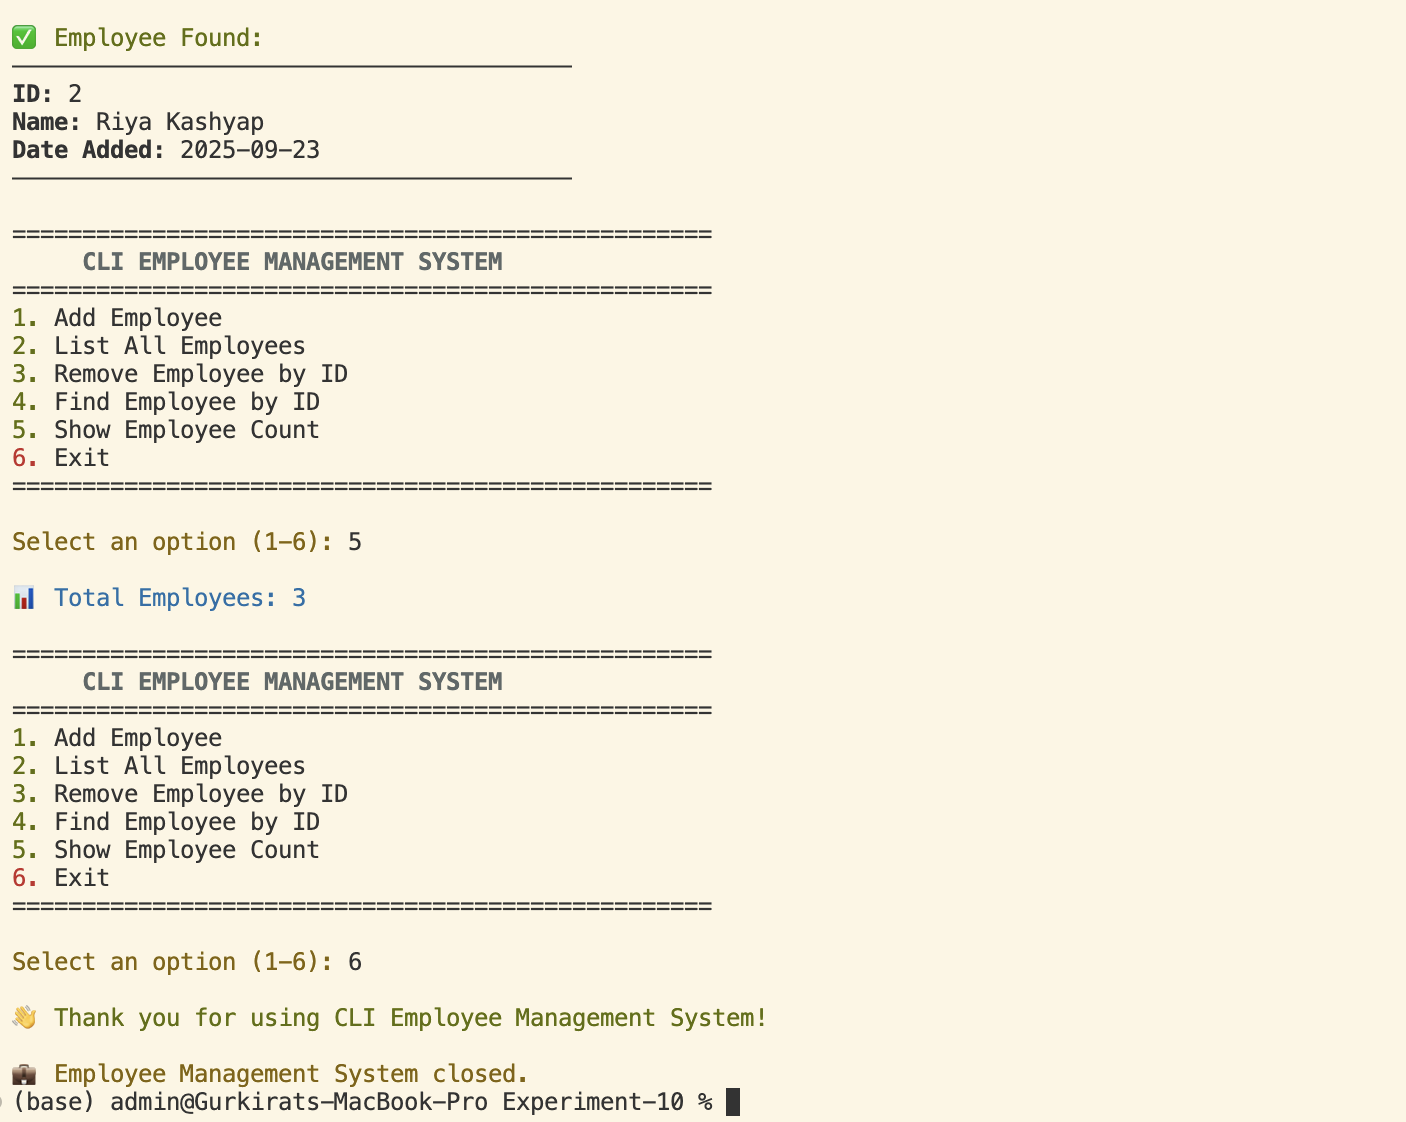 ✅ Employee Found:
────────────────────────────────────────
ID: 2
Name: Riya Kashyap
Date Added: 2025-09-23
────────────────────────────────────────
==================================================
CLI EMPLOYEE MANAGEMENT SYSTEM
==================================================
1. Add Employee
2. List All Employees
3. Remove Employee by ID
4. Find Employee by ID
5. Show Employee Count
6. Exit
==================================================
Select an option (1-6): 5
📊 Total Employees: 3
==================================================
CLI EMPLOYEE MANAGEMENT SYSTEM
==================================================
1. Add Employee
2. List All Employees
3. Remove Employee by ID
4. Find Employee by ID
5. Show Employee Count
6. Exit
==================================================
Select an option (1-6): 6
👋 Thank you for using CLI Employee Management System!
💼 Employee Management System closed.
(base) admin@Gurkirats-MacBook-Pro Experiment-10 %